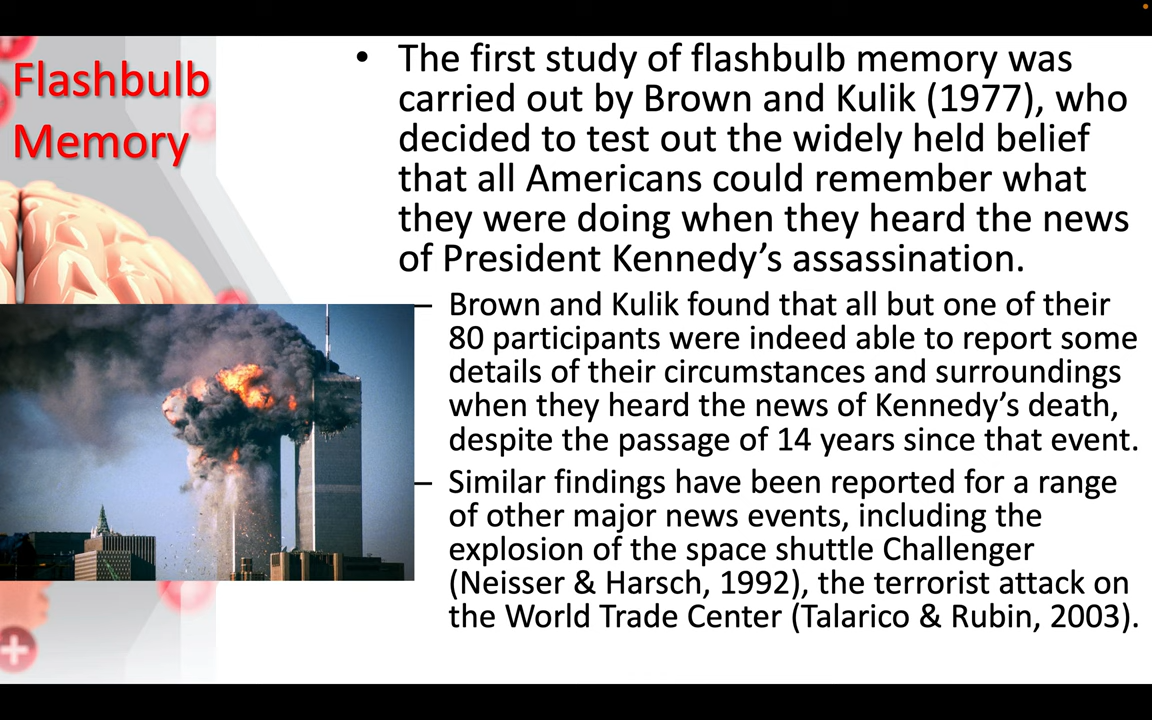 Flashbulb
Memory
• The first study of flashbulb memory was
carried out by Brown and Kulik (1977), who
decided to test out the widely held belief
that all Americans could remember what
they were doing when they heard the news
of President Kennedy’s assassination.
– Brown and Kulik found that all but one of their
80 participants were indeed able to report some
details of their circumstances and surroundings
when they heard the news of Kennedy’s death,
despite the passage of 14 years since that event.
– Similar findings have been reported for a range
of other major news events, including the
explosion of the space shuttle Challenger
(Neisser & Harsch, 1992), the terrorist attack on
the World Trade Center (Talarico & Rubin, 2003).